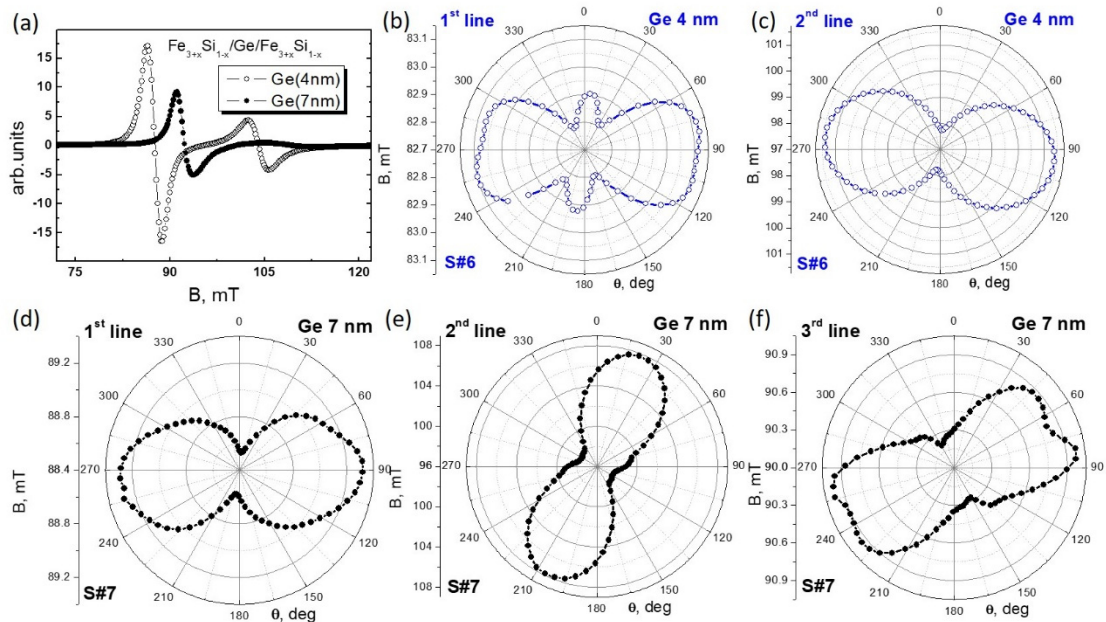 (a)
Fe3+xSi1-x/Ge/Fe3+xSi1-x
Ge(4nm)
Ge(7nm)
arb.units
15
10
5
0
-5
-10
-15
75 90 105 120
B, mT
(b)
1st line
Ge 4 nm
83.1
83.0
82.9
82.8
82.7
82.8
82.9
83.0
83.1
B, mT
0
30
60
90
120
150
180
210
240
270
300
330
S#6
θ, deg
(c)
2nd line
Ge 4 nm
101
100
99
98
97
98
99
100
101
B, mT
0
30
60
90
120
150
180
210
240
270
300
330
S#6
θ, deg
(d)
1st line
Ge 7 nm
89.2
88.8
88.4
88.8
89.2
B, mT
0
30
60
90
120
150
180
210
240
270
300
330
S#7
θ, deg
(e)
2nd line
Ge 7 nm
108
104
100
96
100
104
108
B, mT
0
30
60
90
120
150
180
210
240
270
300
330
S#7
θ, deg
(f)
3rd line
Ge 7 nm
90.9
90.6
90.3
90.0
90.3
90.6
90.9
B, mT
0
30
60
90
120
150
180
210
240
270
300
330
S#7
θ, deg